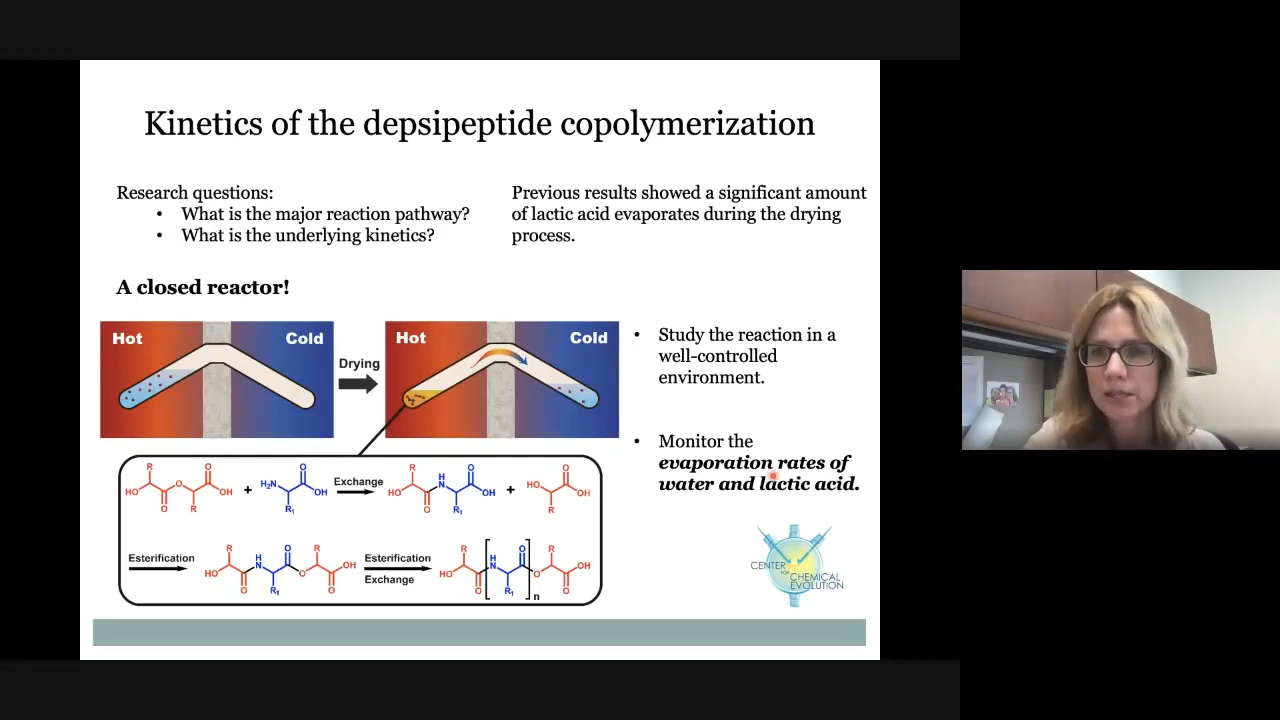 Kinetics of the depsipeptide copolymerization
Research questions:
• What is the major reaction pathway?
• What is the underlying kinetics?
Previous results showed a significant amount
of lactic acid evaporates during the drying
process.
A closed reactor!
Hot
Cold
Drying
Hot
Cold
• Study the reaction in a
well-controlled
environment.
• Monitor the
evaporation rates of
water and lactic acid.
R
O
HO
O
OH
O
R
+
H₂N
O
OH
R₁
Exchange
R
H
N
O
HO
OH
O
R₁
+
HO
O
OH
R
Esterification
R
H
N
O
R
HO
O
OH
O
R₁
O
Esterification
Exchange
R
H
N
O
R
HO
O
OH
O
R₁
n
O
CENTER
FOR
CHEMICAL
EVOLUTION